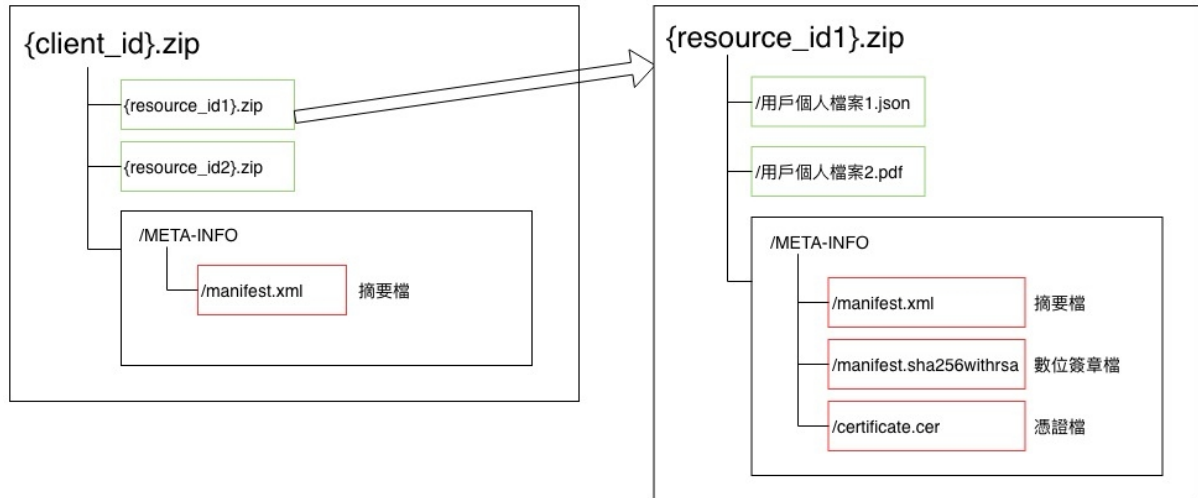 {client_id}.zip
{resource_id1}.zip
{resource_id2}.zip
/META-INFO
/manifest.xml 摘要檔
{resource_id1}.zip
/用戶個人檔案1.json
/用戶個人檔案2.pdf
/META-INFO
/manifest.xml 摘要檔
/manifest.sha256withrsa 數位簽章檔
/certificate.cer 憑證檔